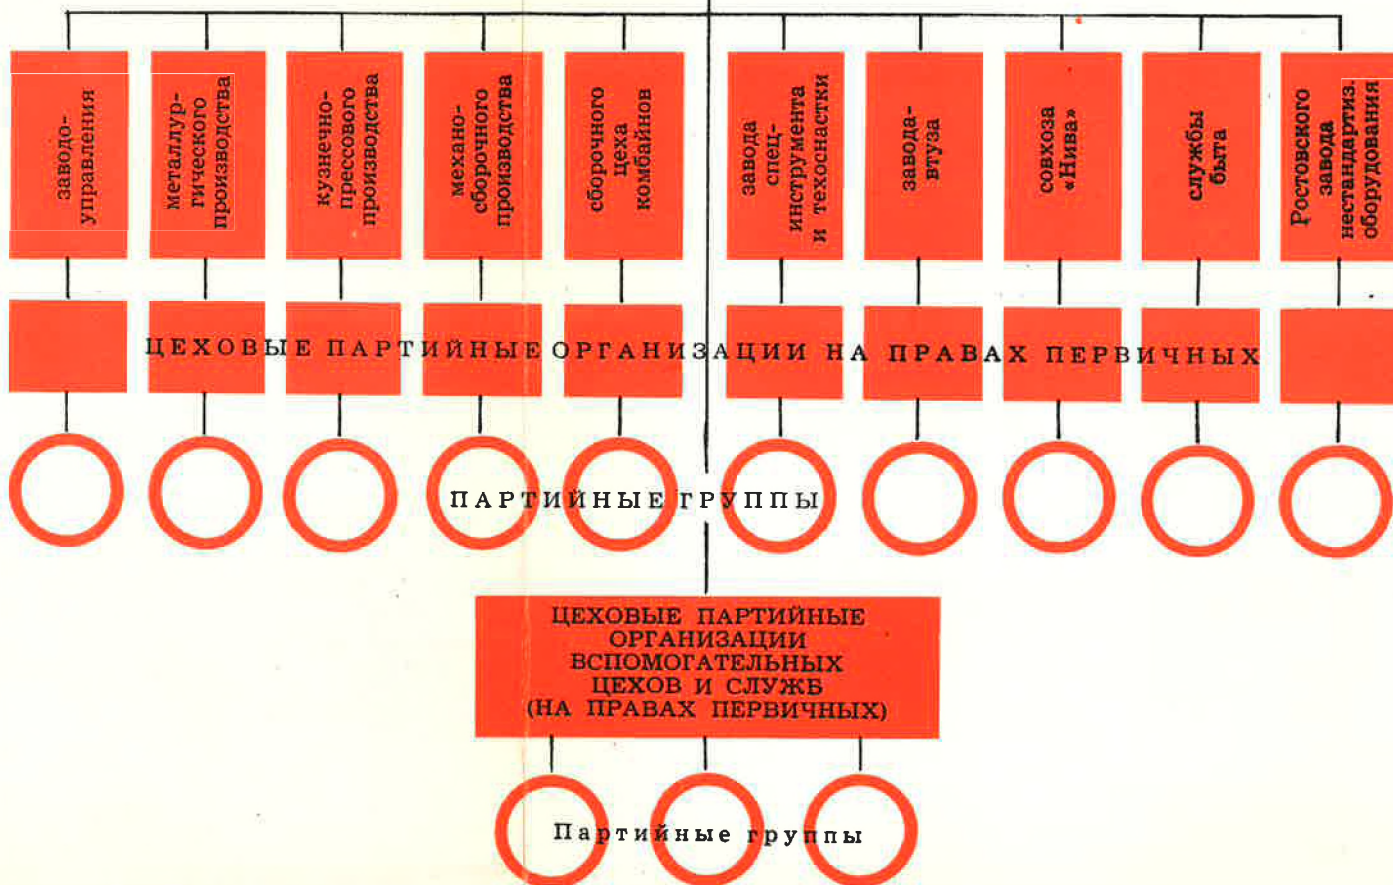 заводо-
управления
металлур-
гического
производства
кузнечно-
прессового
производства
механо-
сборочного
производства
сборочного
цеха
комбайнов
завода
спец-
инструмента
и техоснастки
завода-
втуза
совхоза
«Нива»
службы
быта
Ростовского
завода
нестандартиз.
оборудования
ЦЕХОВЫЕ ПАРТИЙНЫЕ ОРГАНИЗАЦИИ НА ПРАВАХ ПЕРВИЧНЫХ
ПАРТИЙНЫЕ ГРУППЫ
ЦЕХОВЫЕ ПАРТИЙНЫЕ
ОРГАНИЗАЦИИ
ВСПОМОГАТЕЛЬНЫХ
ЦЕХОВ И СЛУЖБ
(НА ПРАВАХ ПЕРВИЧНЫХ)
Партийные группы